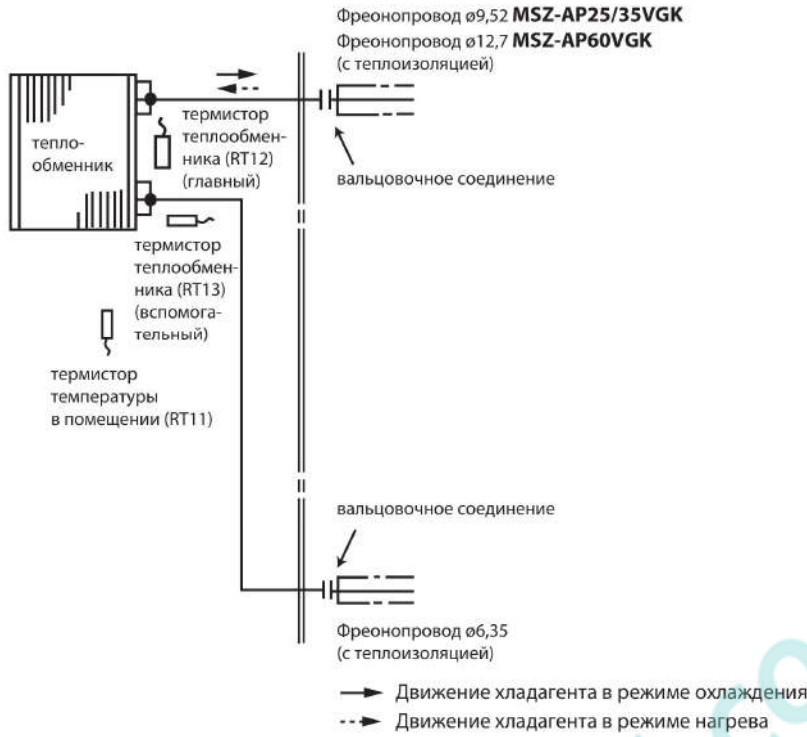 Фреонопровод ø9,52 MSZ-AP25/35VGK
Фреонопровод ø12,7 MSZ-AP60VGK
(с теплоизоляцией)
тепло-
обменник
термистор
теплообмен-
ника (RT12)
(главный)
вальцовочное соединение
термистор
теплообмен-
ника (RT13)
(вспомога-
тельный)
термистор
температуры
в помещении (RT11)
вальцовочное соединение
Фреонопровод ø6,35
(с теплоизоляцией)
Движение хладагента в режиме охлаждения
Движение хладагента в режиме нагрева